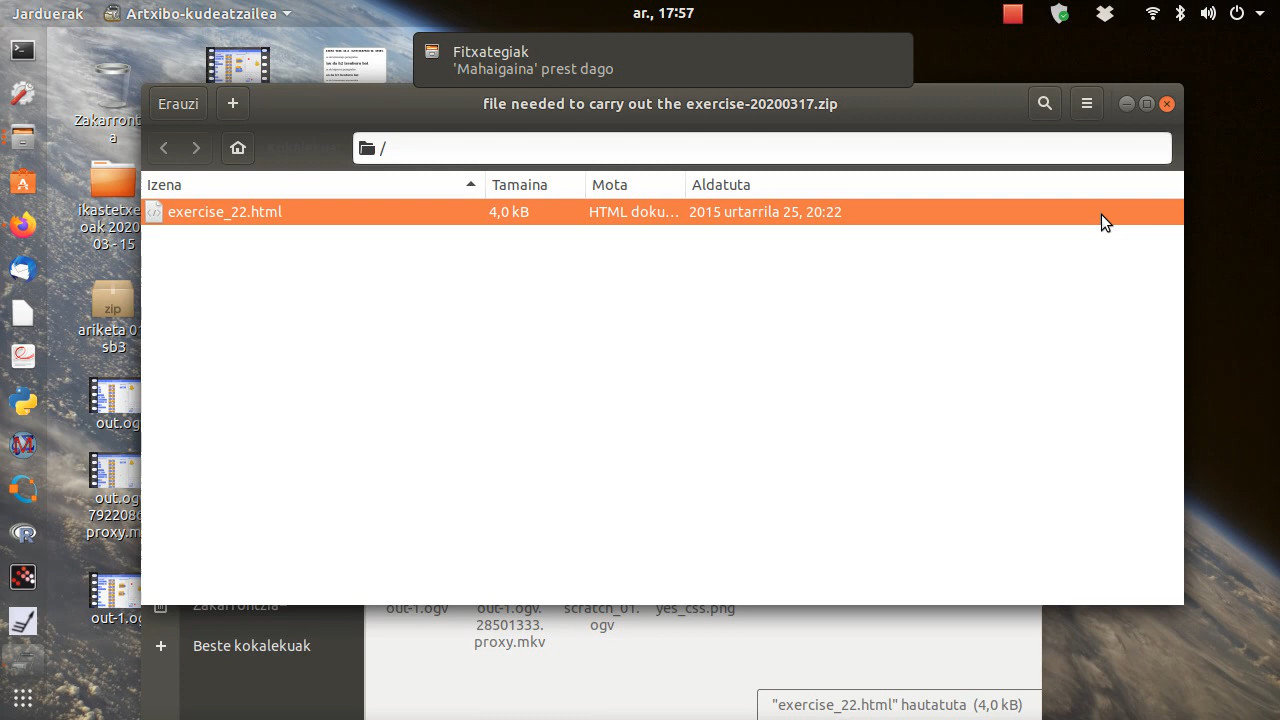 Jarduerak
Artxibo-kudeatzailea
ar., 17:57
Fitxategiak
'Mahaigaina' prest dago
Erauzi
+
file needed to carry out the exercise-20200317.zip
Kokalekua:
/
Izena
Tamaina
Mota
Aldatuta
exercise_22.html
4,0 kB
HTML doku...
2015 urtarrila 25, 20:22
Zakarront
a
ikastetxe
oak 2020
03 - 15
zip
ariketa 0
sb3
out.og
out.og
792208
proxy.m
out-1.og
Zakarrontzia
Beste kokalekuak
out-1.ogv
out-1.ogv.
28501333.
proxy.mkv
scratch_01.
ogv
yes_css.png
"exercise_22.html" hautatuta (4,0 kB)